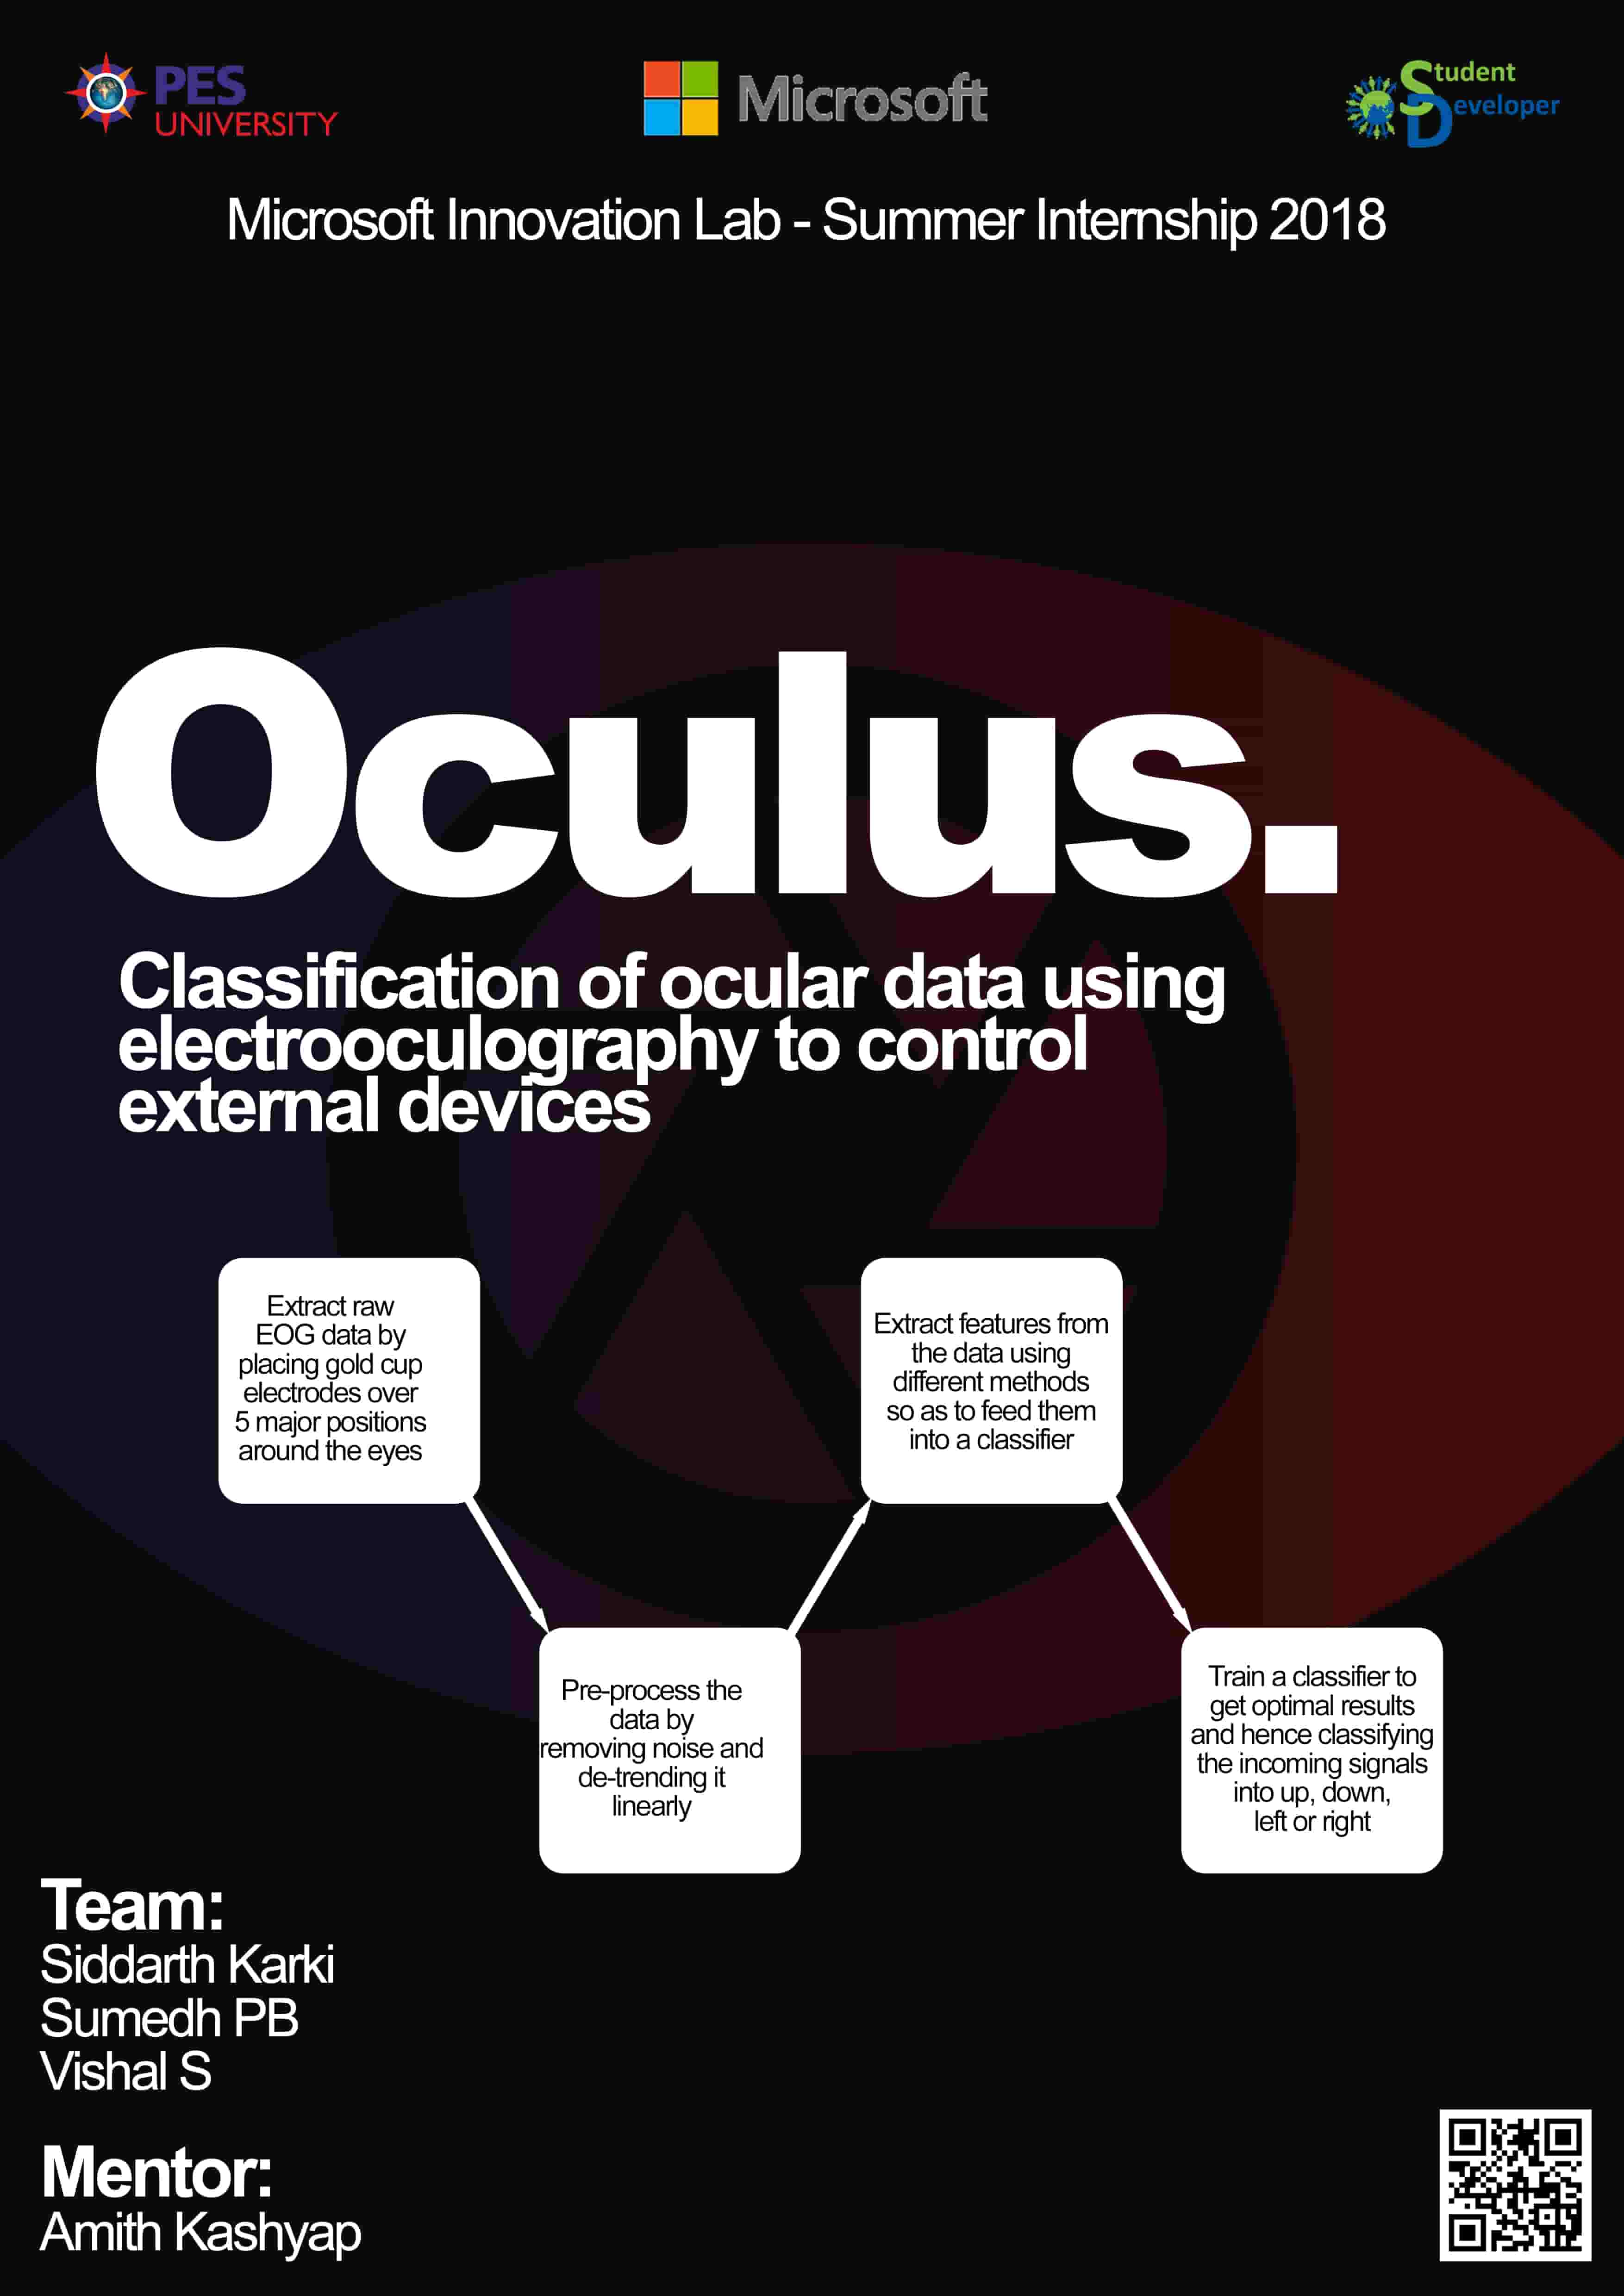 PES
UNIVERSITY
Microsoft
Student
Developer
Microsoft Innovation Lab - Summer Internship 2018
Oculus.
Classification of ocular data using
electrooculography to control
external devices
Extract raw
EOG data by
placing gold cup
electrodes over
5 major positions
around the eyes
Pre-process the
data by
removing noise and
de-trending it
linearly
Extract features from
the data using
different methods
so as to feed them
into a classifier
Train a classifier to
get optimal results
and hence classifying
the incoming signals
into up, down,
left or right
Team:
Siddarth Karki
Sumedh PB
Vishal S
Mentor:
Amith Kashyap